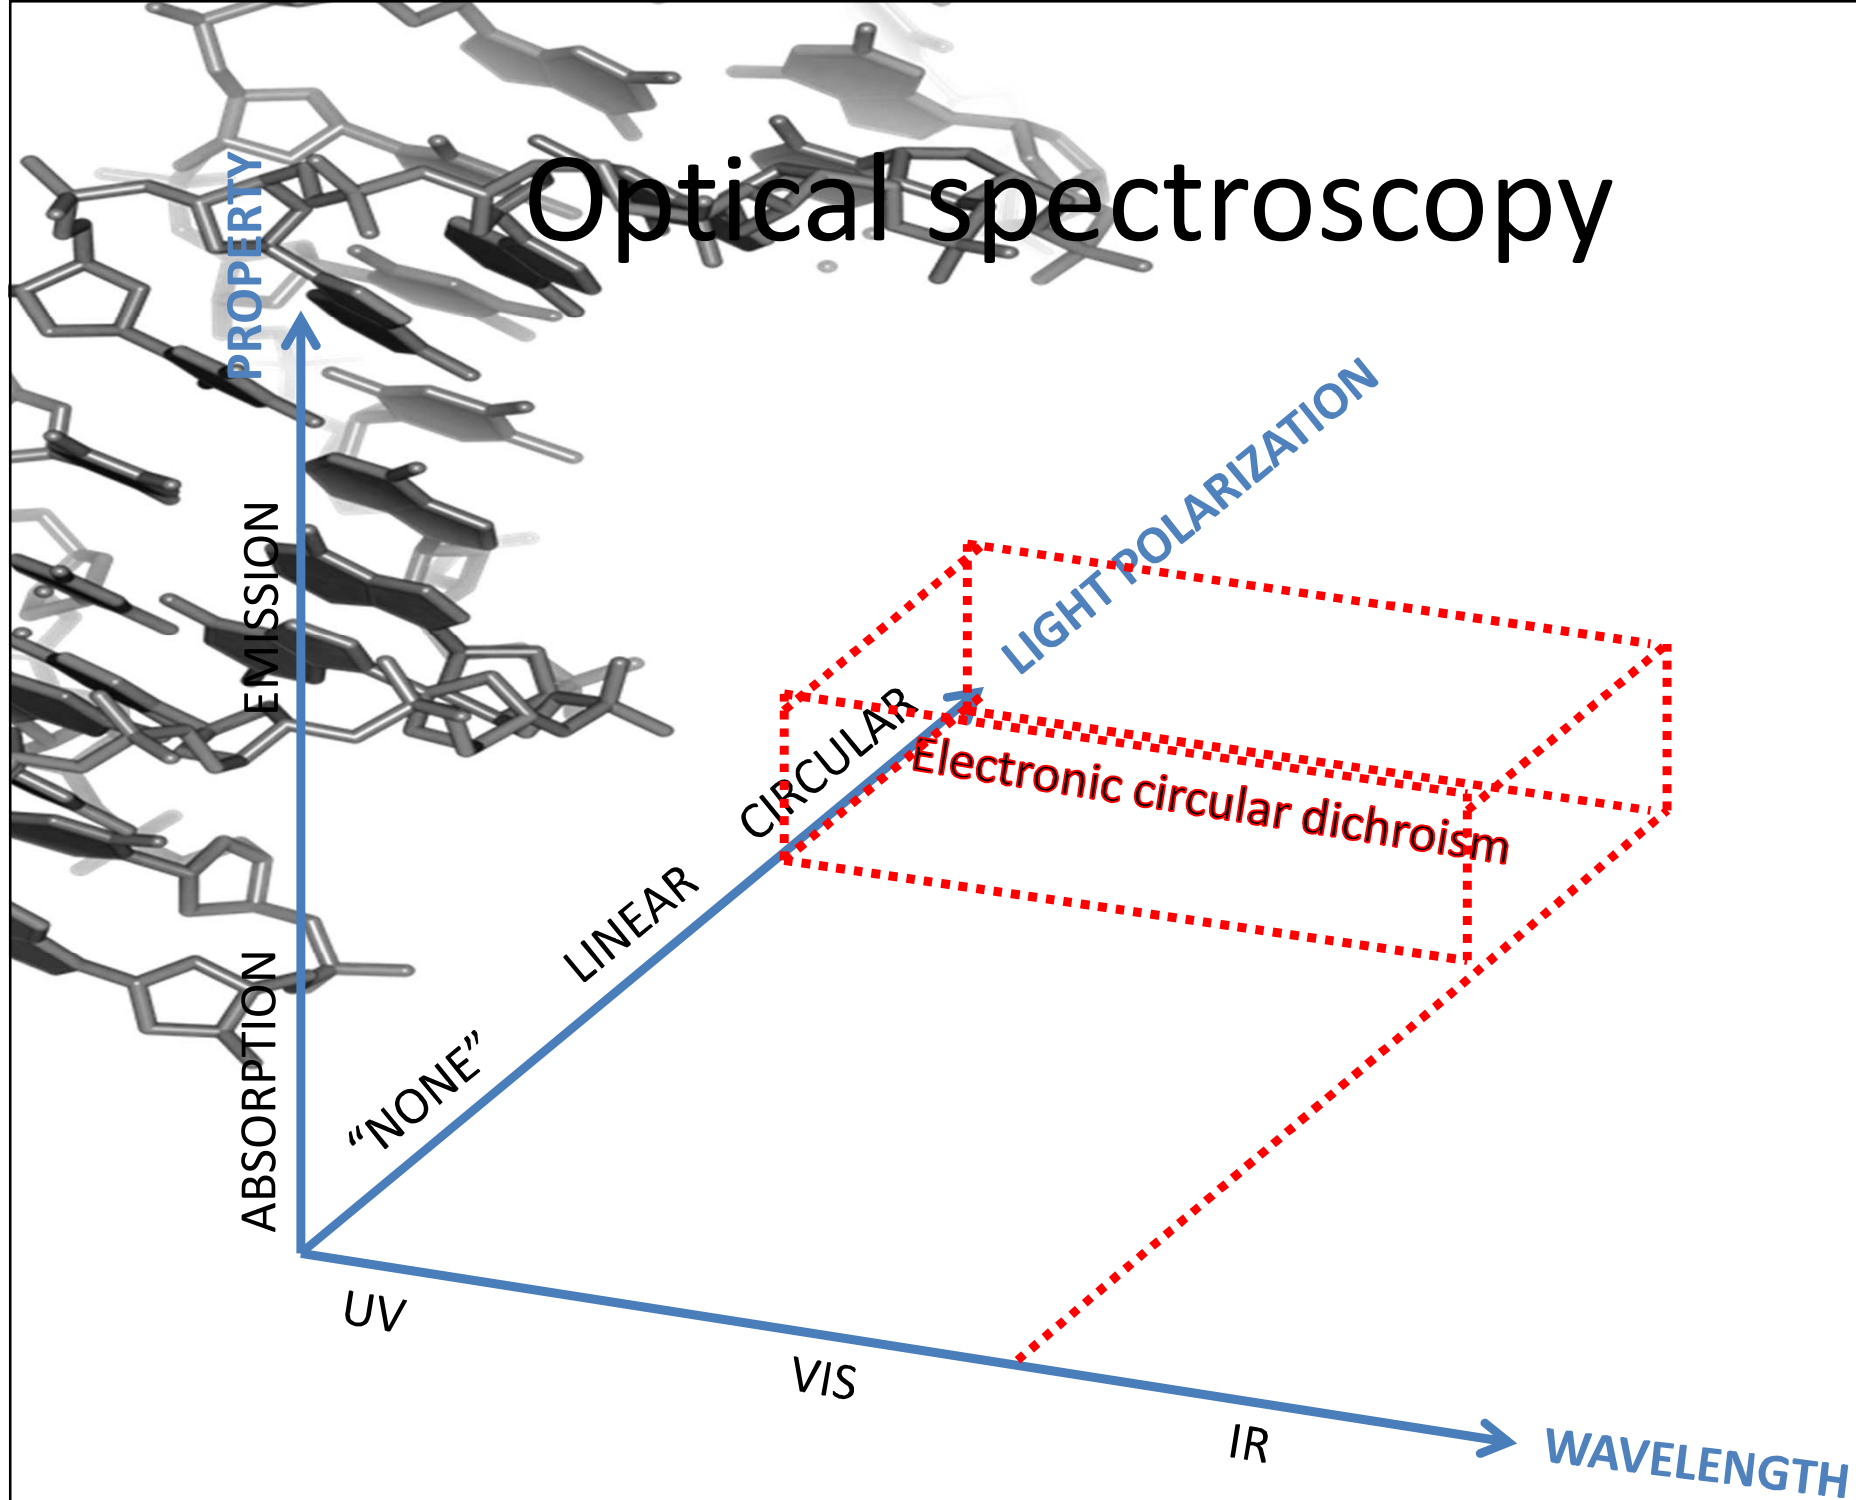 Optical spectroscopy
PROPERTY
EMISSION
ABSORPTION
LIGHT POLARIZATION
CIRCULAR
LINEAR
“NONE”
Electronic circular dichroism
UV
VIS
IR
WAVELENGTH